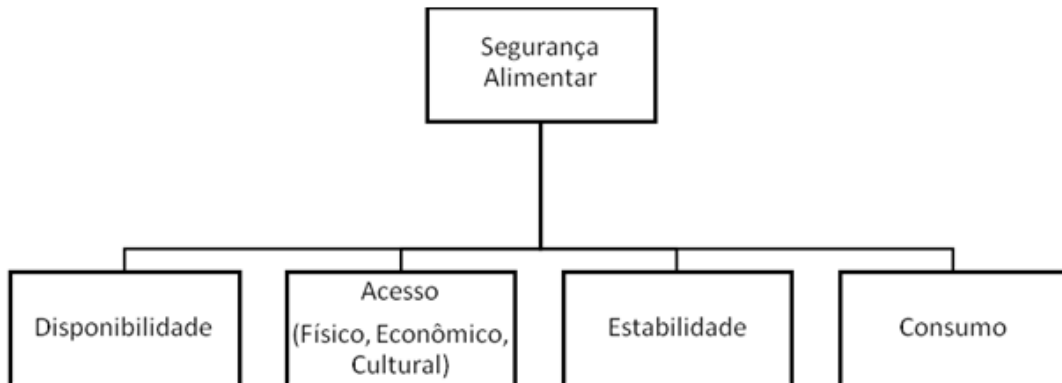 Segurança
Alimentar
Disponibilidade
Acesso
(Físico, Econômico,
Cultural)
Estabilidade
Consumo